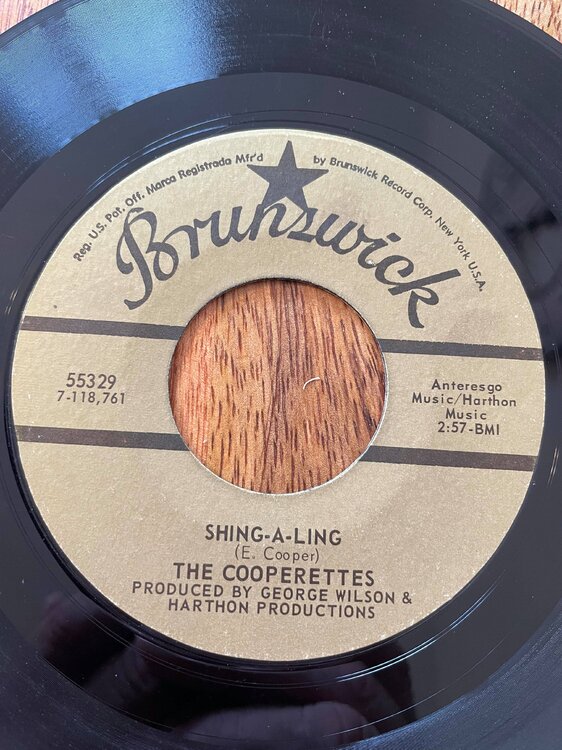 Reg. U.S. Pat. Off. Marca Registrada Mfr'd by Brunswick Record Corp. New York U.S.A.
Brunswick
55329
7-118,761
Anteresgo
Music/Harthon
Music
2:57-BMI
SHING-A-LING
(E. Cooper)
THE COOPERETTES
PRODUCED BY GEORGE WILSON &
HARTHON PRODUCTIONS